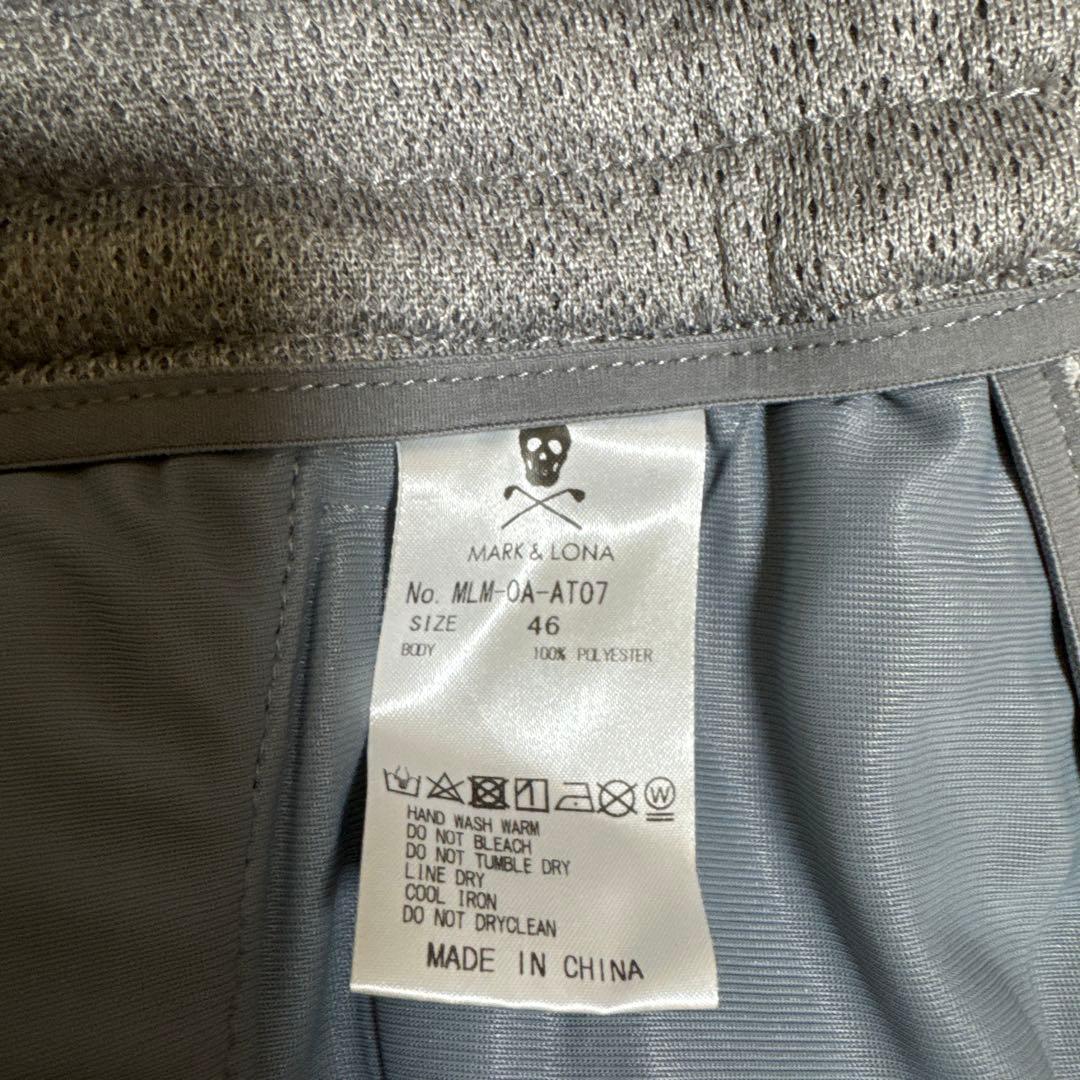 MARK & LONA
No. MLM-OA-AT07
SIZE 46
BODY 100% POLYESTER
W
HAND WASH WARM
DO NOT BLEACH
DO NOT TUMBLE DRY
LINE DRY
COOL IRON
DO NOT DRYCLEAN
MADE IN CHINA